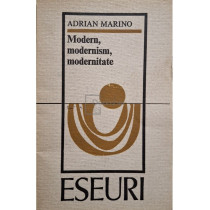 ADRIAN MARINO
Modern,
modernism,
modernitate
ESEURI